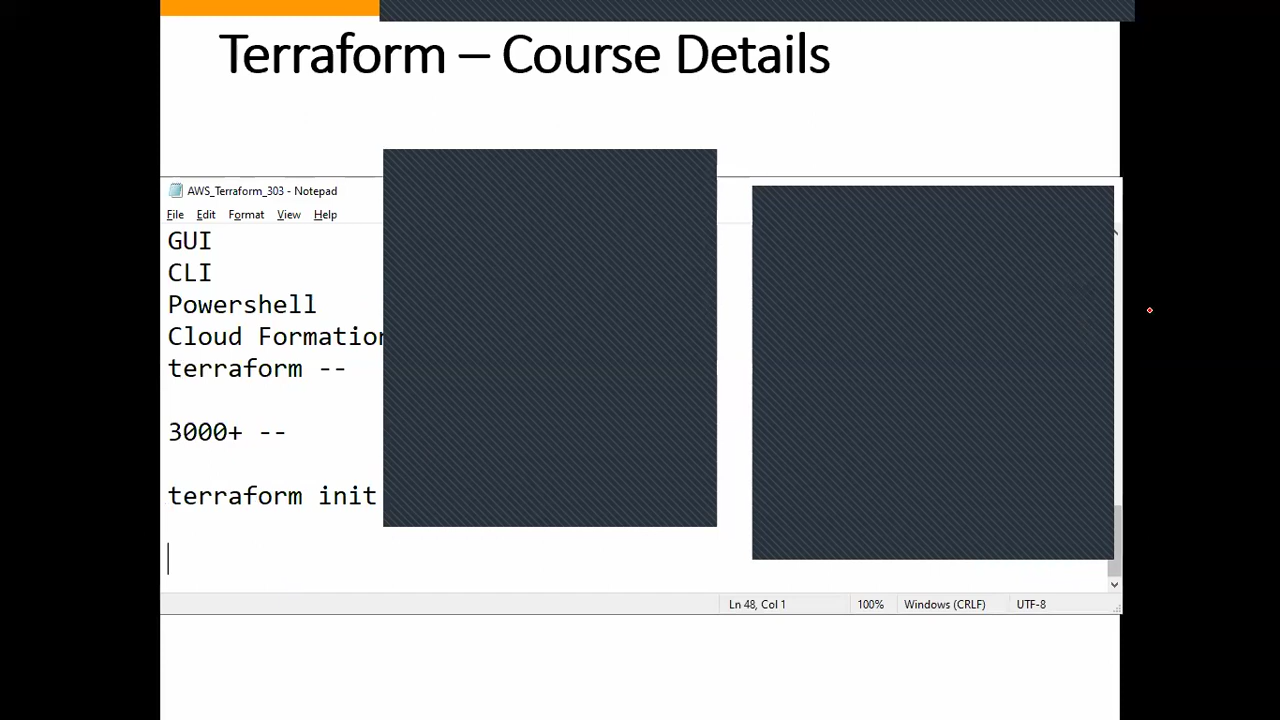 Terraform – Course Details
AWS_Terraform_303 - Notepad
File Edit Format View Help
GUI
CLI
Powershell
Cloud Formation
terraform --
3000+ --
terraform init
Ln 48, Col 1 100% Windows (CRLF) UTF-8